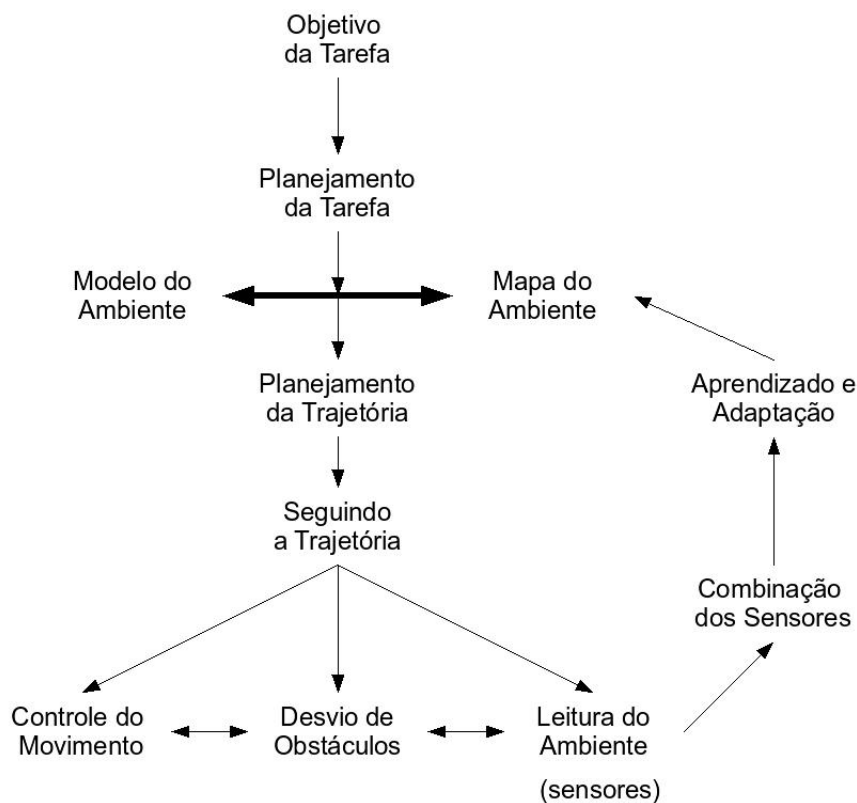 Objetivo
da Tarefa
Planejamento
da Tarefa
Modelo do
Ambiente
Mapa do
Ambiente
Planejamento
da Trajetória
Aprendizado e
Adaptação
Seguindo
a Trajetória
Combinação
dos Sensores
Controle do
Movimento
Desvio de
Obstáculos
Leitura do
Ambiente
(sensores)